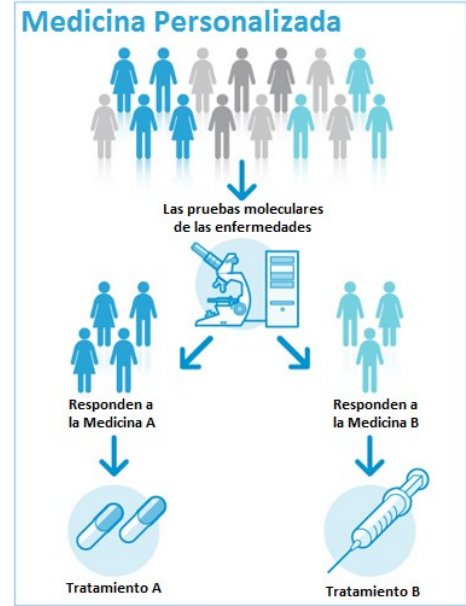 Medicina Personalizada
Las pruebas moleculares
de las enfermedades
Responden a
la Medicina A
Responden a
la Medicina B
Tratamiento A
Tratamiento B